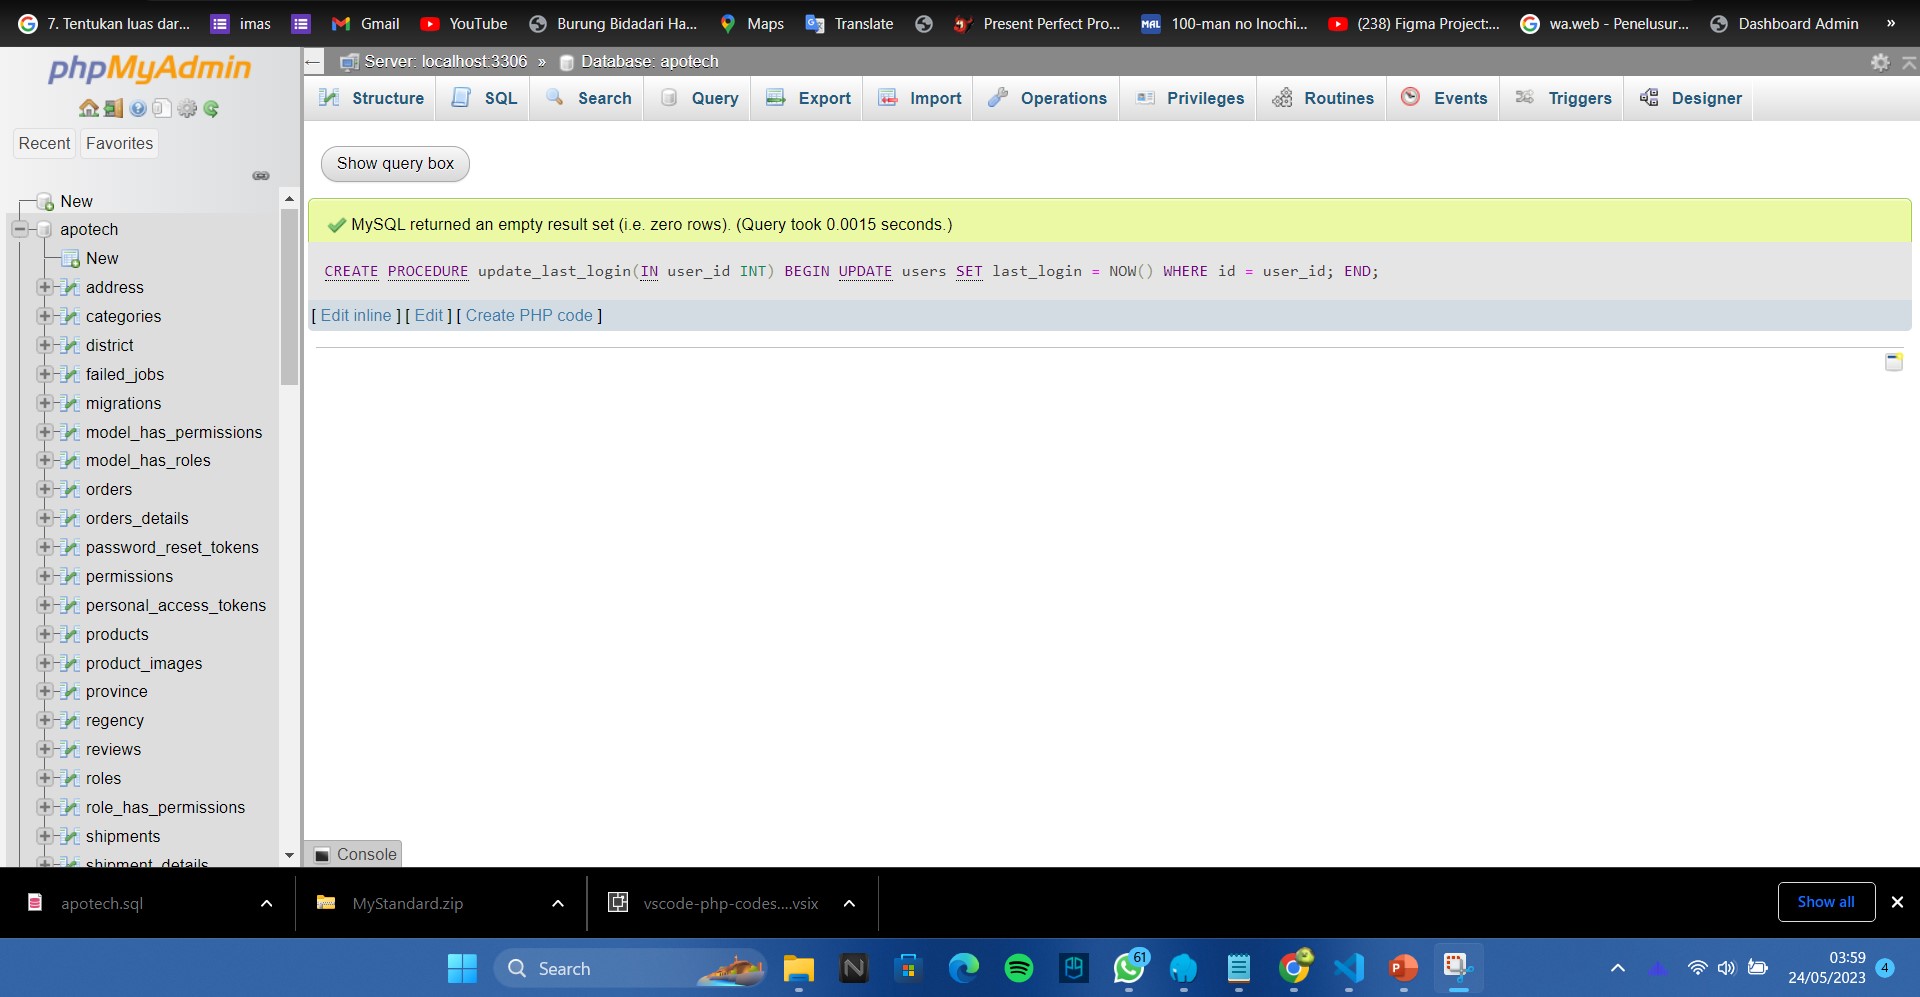 7. Tentukan luas dar...
imas
Gmail
YouTube
Burung Bidadari Ha...
Maps
Translate
Present Perfect Pro...
MAL
100-man no Inochi...
(238) Figma Project:...
wa.web - Penelusur...
Dashboard Admin
»
phpMyAdmin
Recent
Favorites
New
apotech
New
address
categories
district
failed_jobs
migrations
model_has_permissions
model_has_roles
orders
orders_details
password_reset_tokens
permissions
personal_access_tokens
products
product_images
province
regency
reviews
roles
role_has_permissions
shipments
shipment_details
Server: localhost:3306 » Database: apotech
Structure
SQL
Search
Query
Export
Import
Operations
Privileges
Routines
Events
Triggers
Designer
Show query box
MySQL returned an empty result set (i.e. zero rows). (Query took 0.0015 seconds.)
CREATE PROCEDURE update_last_login(IN user_id INT) BEGIN UPDATE users SET last_login = NOW() WHERE id = user_id; END;
[ Edit inline ] [ Edit ] [ Create PHP code ]
Console
apotech.sql
MyStandard.zip
vscode-php-codes....vsix
Show all
Search
61
03:59
24/05/2023
4